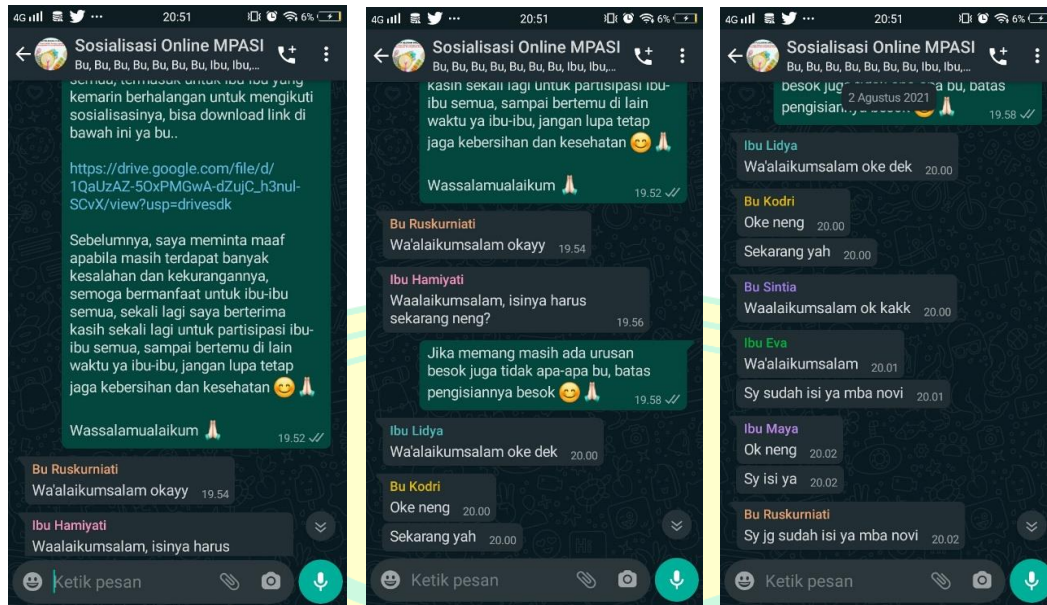 4G
20:51
6%
Sosialisasi Online MPASI
Bu, Bu, Bu, Bu, Bu, Bu, Bu, Ibu, Ibu,...
semua, termasuk untuk ibu-ibu yang
kemarin berhalangan untuk mengikuti
sosialisasinya, bisa download link di
bawah ini ya bu..
https://drive.google.com/file/d/
1QaUzAZ-5OxPMGwA-dZujC_h3nul-
SCvX/view?usp=drivesdk
Sebelumnya, saya meminta maaf
apabila masih terdapat banyak
kesalahan dan kekurangannya,
semoga bermanfaat untuk ibu-ibu
semua, sekali lagi saya berterima
kasih sekali lagi untuk partisipasi ibu-
ibu semua, sampai bertemu di lain
waktu ya ibu-ibu, jangan lupa tetap
jaga kebersihan dan kesehatan 😊🙏🏻
Wassalamualaikum 🙏🏻
19.52
Bu Ruskurniati
Wa'alaikumsalam okayy 19.54
Ibu Hamiyati
Waalaikumsalam, isinya harus
Ketik pesan
4G
20:51
6%
Sosialisasi Online MPASI
Bu, Bu, Bu, Bu, Bu, Bu, Bu, Ibu, Ibu,...
kasih sekali lagi untuk partisipasi ibu-
ibu semua, sampai bertemu di lain
waktu ya ibu-ibu, jangan lupa tetap
jaga kebersihan dan kesehatan 😊🙏🏻
Wassalamualaikum 🙏🏻
19.52
Bu Ruskurniati
Wa'alaikumsalam okayy 19.54
Ibu Hamiyati
Waalaikumsalam, isinya harus
sekarang neng? 19.56
Jika memang masih ada urusan
besok juga tidak apa-apa bu, batas
pengisiannya besok 😊🙏🏻 19.58
Ibu Lidya
Wa'alaikumsalam oke dek 20.00
Bu Kodri
Oke neng 20.00
Sekarang yah 20.00
Ketik pesan
4G
20:51
6%
Sosialisasi Online MPASI
Bu, Bu, Bu, Bu, Bu, Bu, Bu, Ibu, Ibu,...
besok juga bu, batas
2 Agustus 2021
19.58
Ibu Lidya
Wa'alaikumsalam oke dek 20.00
Bu Kodri
Oke neng 20.00
Sekarang yah 20.00
Bu Sintia
Waalaikumsalam ok kakk 20.00
Ibu Eva
Wa'alaikumsalam 20.01
Sy sudah isi ya mba novi 20.01
Ibu Maya
Ok neng 20.02
Sy isi ya 20.02
Bu Ruskurniati
Sy jg sudah isi ya mba novi 20.02
Ketik pesan